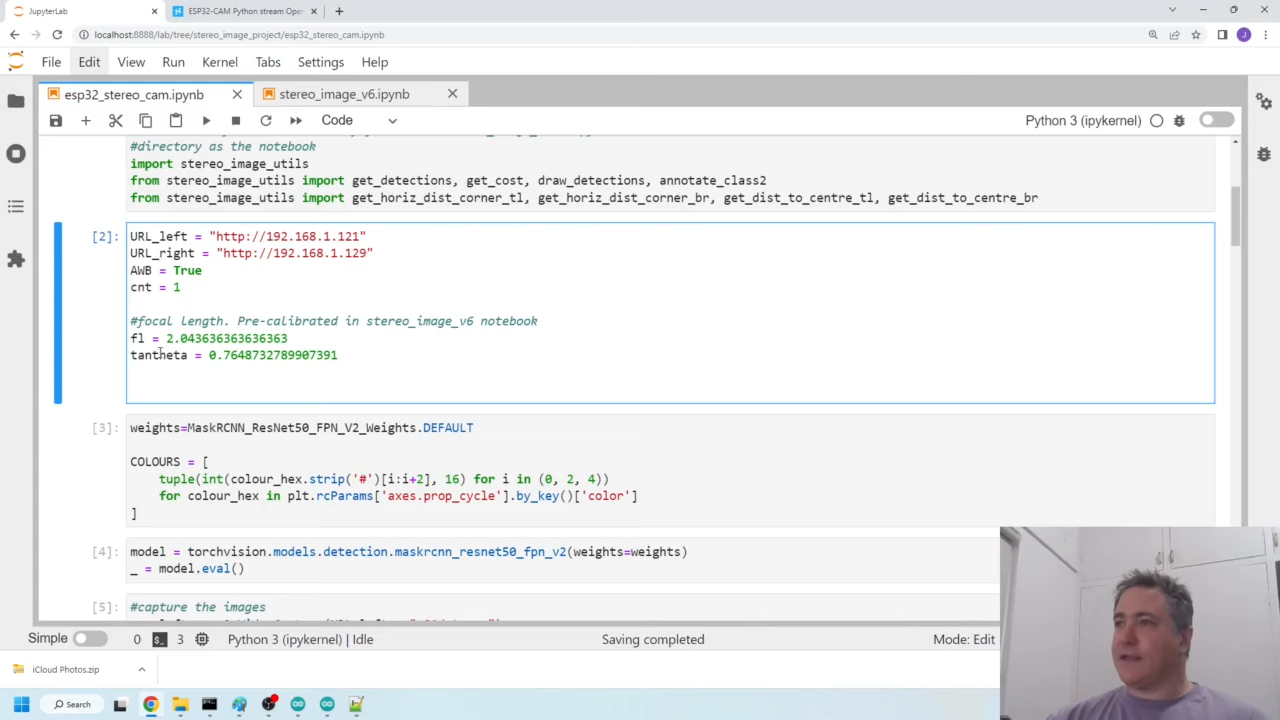 JupyterLab
ESP32-CAM Python stream Open
localhost:8888/lab/tree/stereo_image_project/esp32_stereo_cam.ipynb
J
File Edit View Run Kernel Tabs Settings Help
esp32_stereo_cam.ipynb
stereo_image_v6.ipynb
Code
Python 3 (ipykernel)
#directory as the notebook
import stereo_image_utils
from stereo_image_utils import get_detections, get_cost, draw_detections, annotate_class2
from stereo_image_utils import get_horiz_dist_corner_tl, get_horiz_dist_corner_br, get_dist_to_centre_tl, get_dist_to_centre_br
[2]: URL_left = "http://192.168.1.121"
URL_right = "http://192.168.1.129"
AWB = True
cnt = 1
#focal length. Pre-calibrated in stereo_image_v6 notebook
fl = 2.043636363636363
tantheta = 0.7648732789907391
[3]: weights=MaskRCNN_ResNet50_FPN_V2_Weights.DEFAULT
COLOURS = [
tuple(int(colour_hex.strip('#')[i:i+2], 16) for i in (0, 2, 4))
for colour_hex in plt.rcParams['axes.prop_cycle'].by_key()['color']
]
[4]: model = torchvision.models.detection.maskrcnn_resnet50_fpn_v2(weights=weights)
_ = model.eval()
[5]: #capture the images
Simple 0 3 Python 3 (ipykernel) | Idle Saving completed Mode: Edit
iCloud Photos.zip
Search